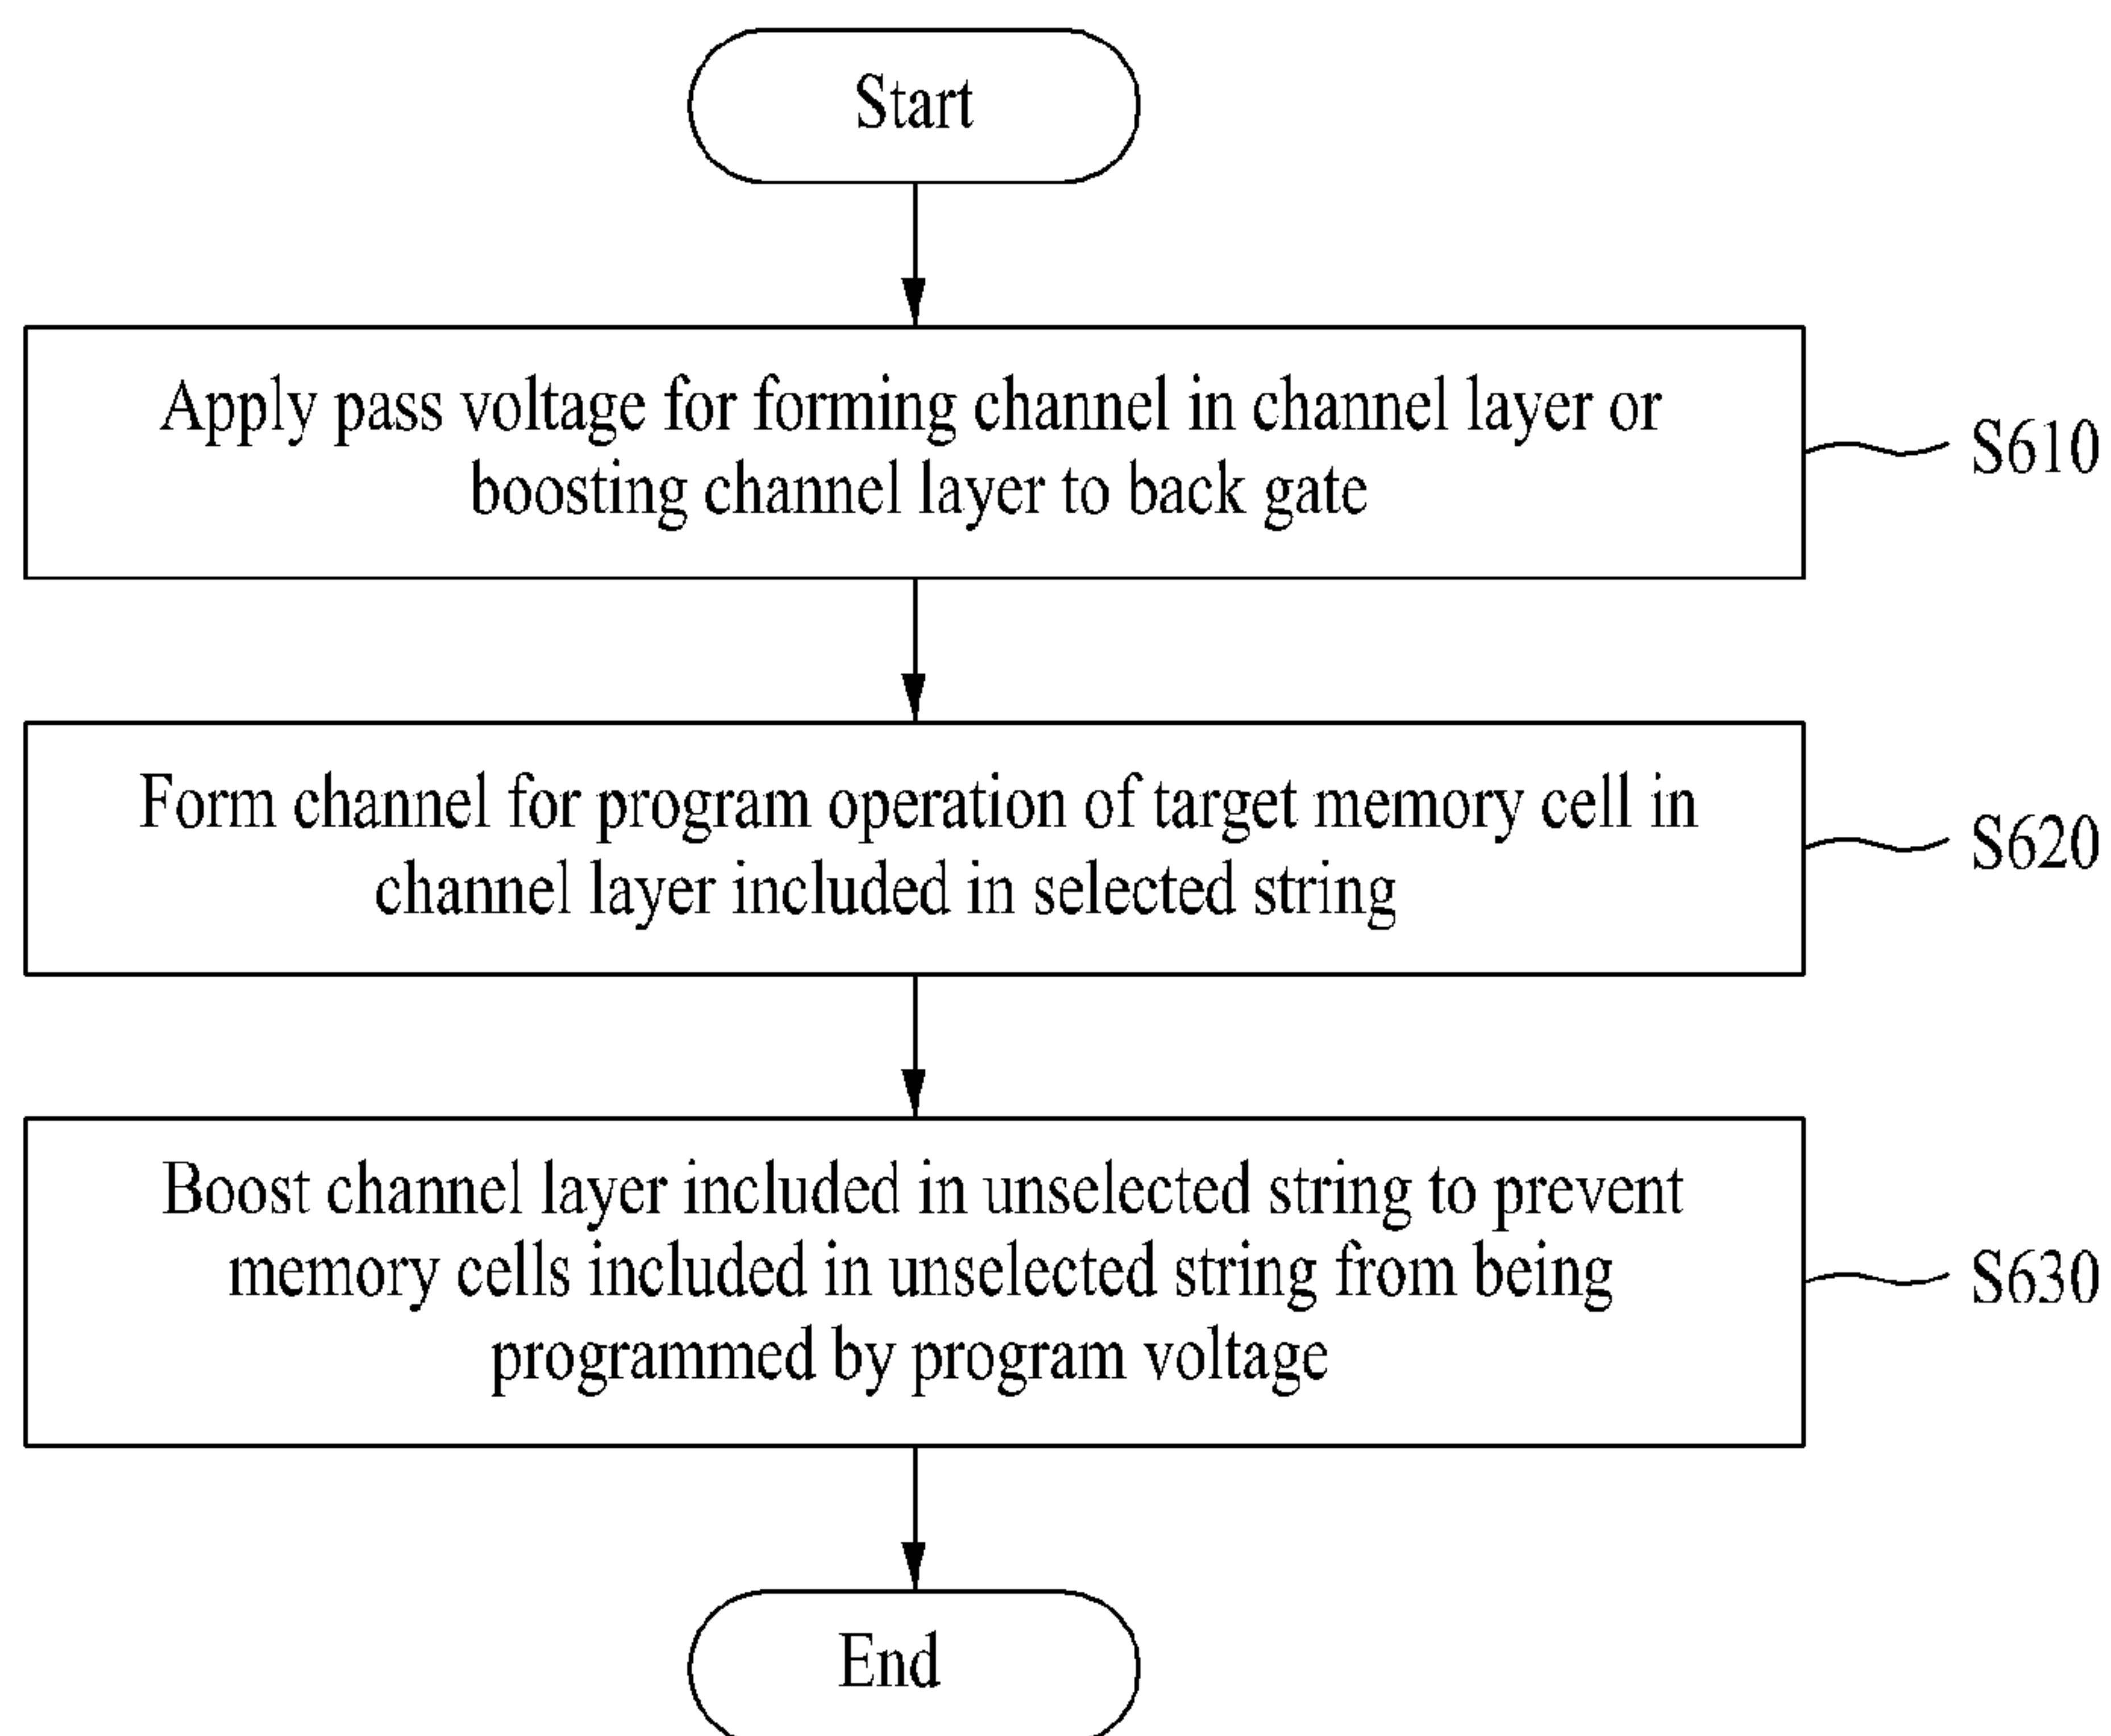 Start
Apply pass voltage for forming channel in channel layer or
boosting channel layer to back gate
S610
Form channel for program operation of target memory cell in
channel layer included in selected string
S620
Boost channel layer included in unselected string to prevent
memory cells included in unselected string from being
programmed by program voltage
S630
End